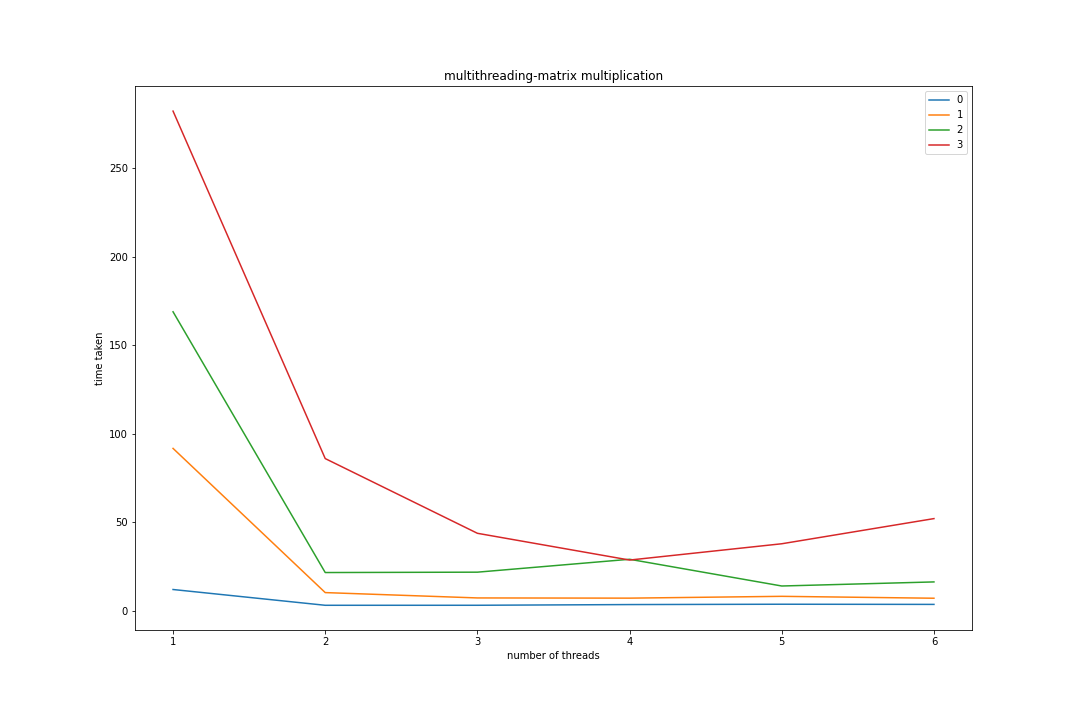 multithreading-matrix multiplication
0
1
2
3
250
200
150
100
50
0
time taken
1 2 3 4 5 6
number of threads